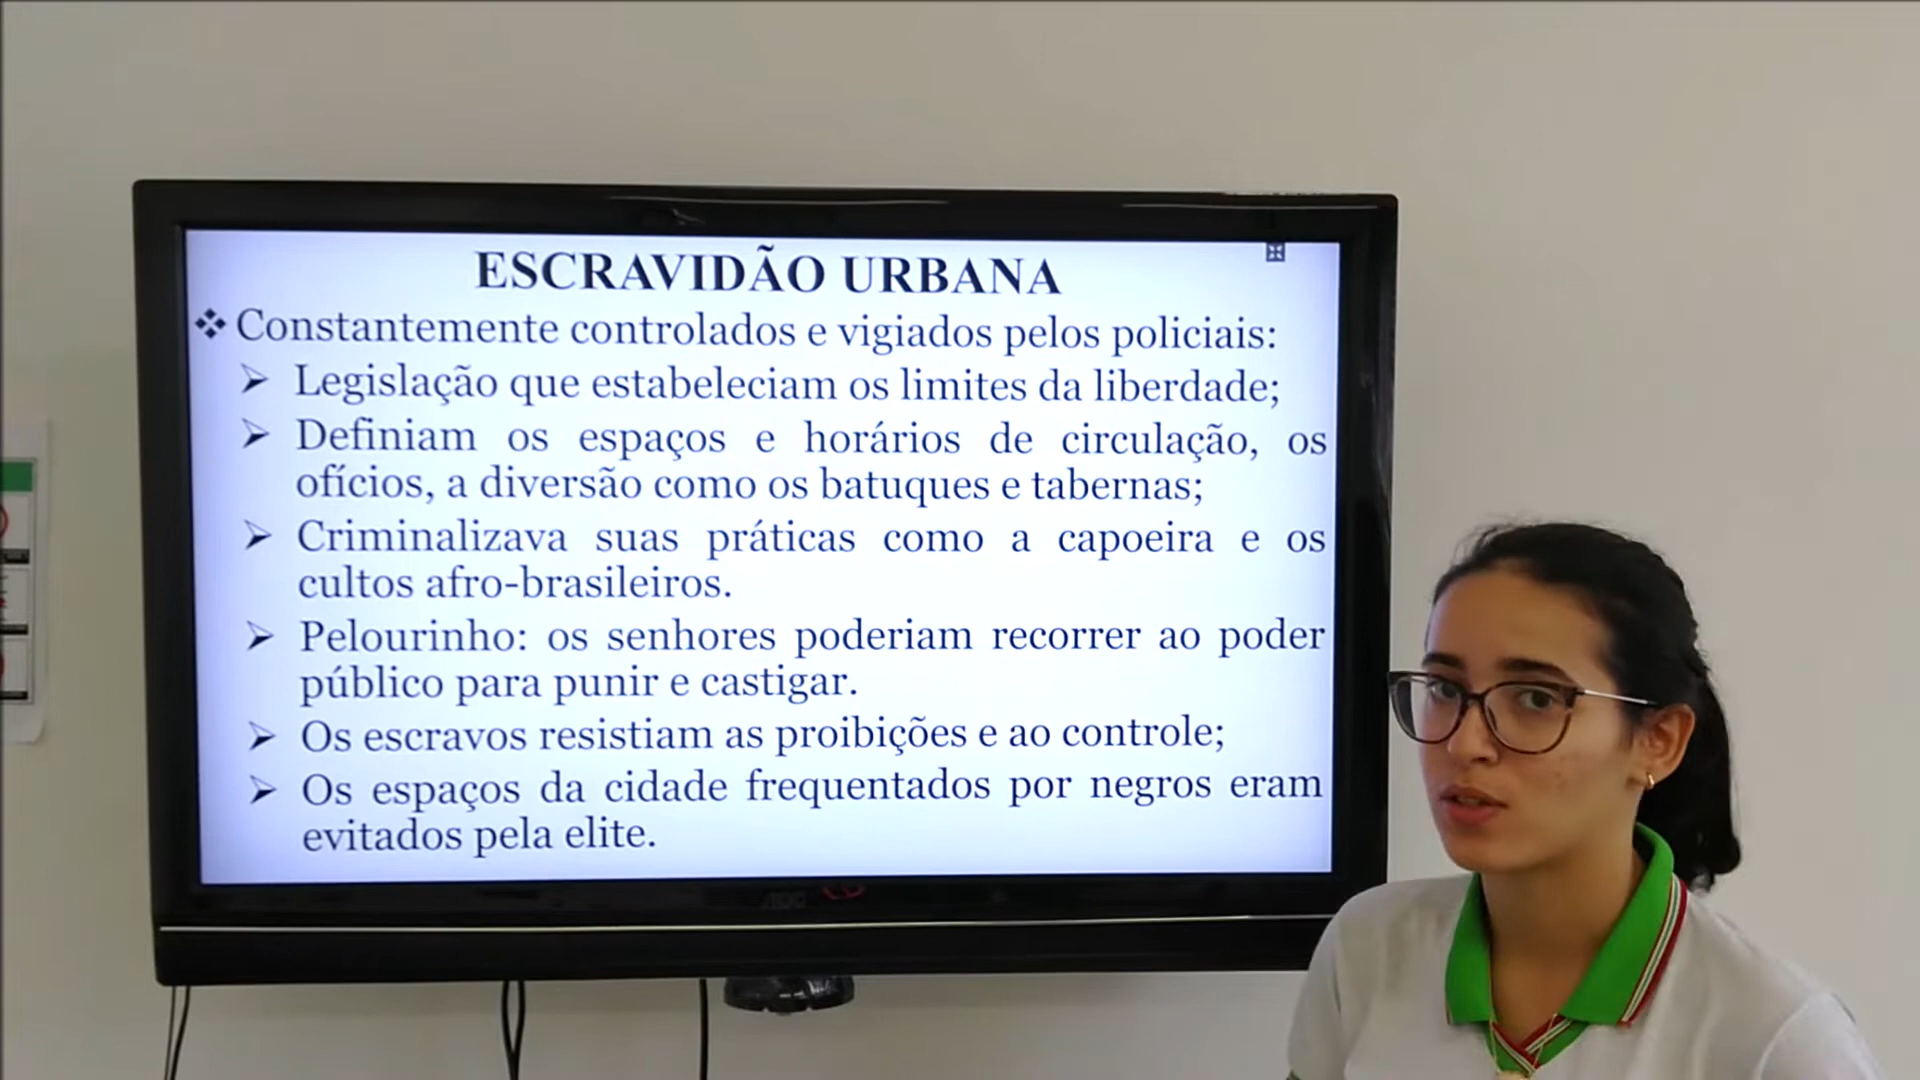 ESCRAVIDÃO URBANA
❖ Constantemente controlados e vigiados pelos policiais:
➢ Legislação que estabeleciam os limites da liberdade;
➢ Definiam os espaços e horários de circulação, os
ofícios, a diversão como os batuques e tabernas;
➢ Criminalizava suas práticas como a capoeira e os
cultos afro-brasileiros.
➢ Pelourinho: os senhores poderiam recorrer ao poder
público para punir e castigar.
➢ Os escravos resistiam as proibições e ao controle;
➢ Os espaços da cidade frequentados por negros eram
evitados pela elite.